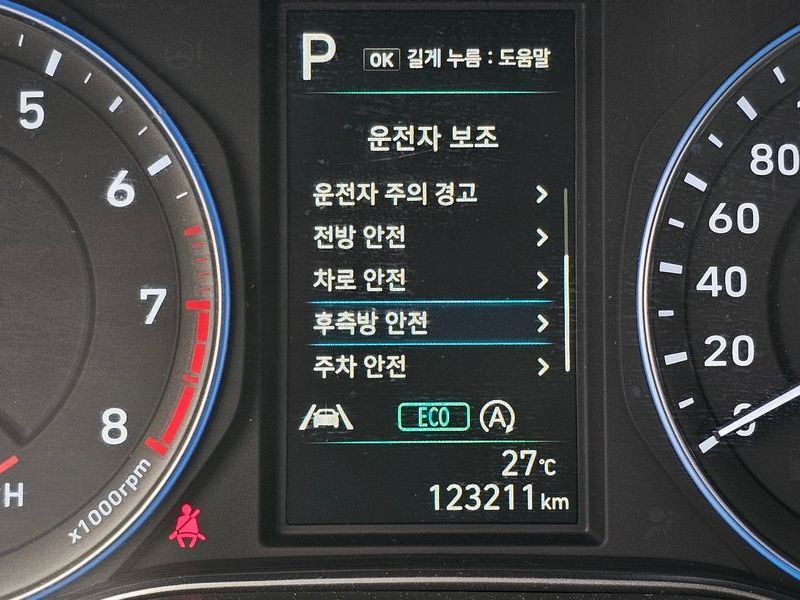 P OK 길게 누름 : 도움말
운전자 보조
운전자 주의 경고
전방 안전
차로 안전
후측방 안전
주차 안전
ECO A
27℃
123211 km
5
6
7
8
x1000rpm
H
80
60
40
20
0